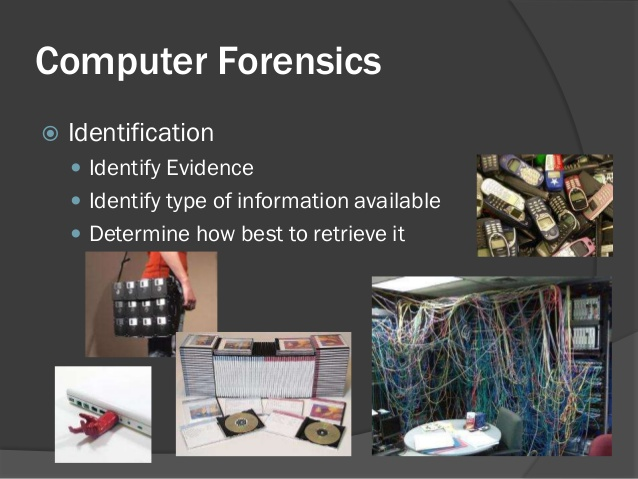 Computer Forensics
Identification
Identify Evidence
Identify type of information available
Determine how best to retrieve it